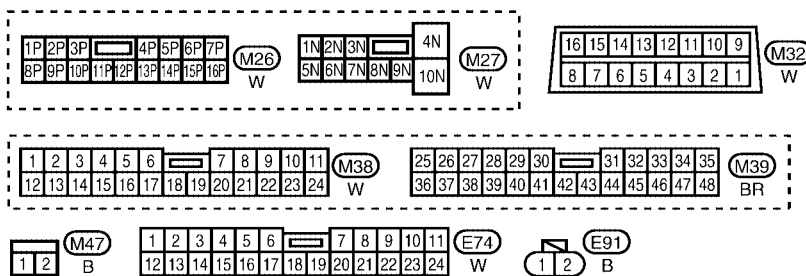 1P 2P 3P 4P 5P 6P 7P
8P 9P 10P 11P 12P 13P 14P 15P 16P
M26
W
1N 2N 3N 4N
5N 6N 7N 8N 9N 10N
M27
W
16 15 14 13 12 11 10 9
8 7 6 5 4 3 2 1
M32
W
1 2 3 4 5 6 7 8 9 10 11
12 13 14 15 16 17 18 19 20 21 22 23 24
M38
W
25 26 27 28 29 30 31 32 33 34 35
36 37 38 39 40 41 42 43 44 45 46 47 48
M39
BR
1 2
M47
B
1 2 3 4 5 6 7 8 9 10 11
12 13 14 15 16 17 18 19 20 21 22 23 24
E74
W
1 2
E91
B